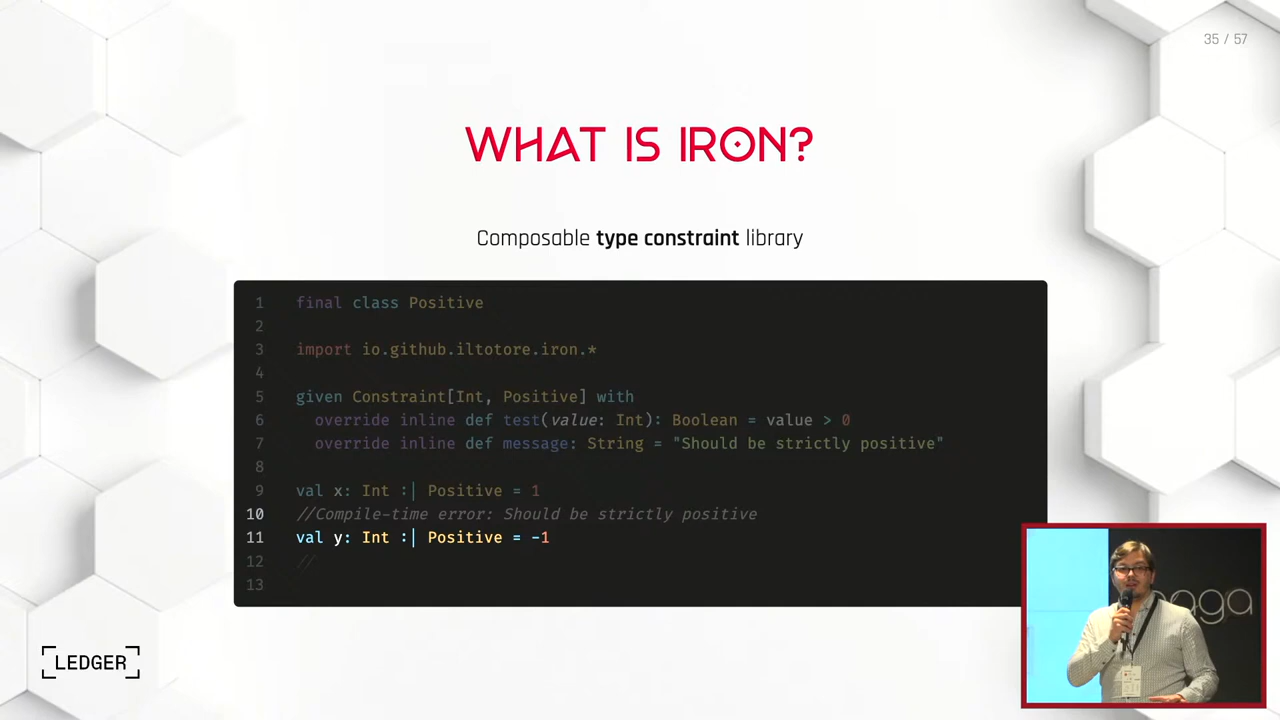 35 / 57
WHAT IS IRON?
Composable type constraint library
1 final class Positive
2
3 import io.github.iltotore.iron.*
4
5 given Constraint[Int, Positive] with
6 override inline def test(value: Int): Boolean = value > 0
7 override inline def message: String = "Should be strictly positive"
8
9 val x: Int :| Positive = 1
10 //Compile-time error: Should be strictly positive
11 val y: Int :| Positive = -1
12 //
13
LEDGER